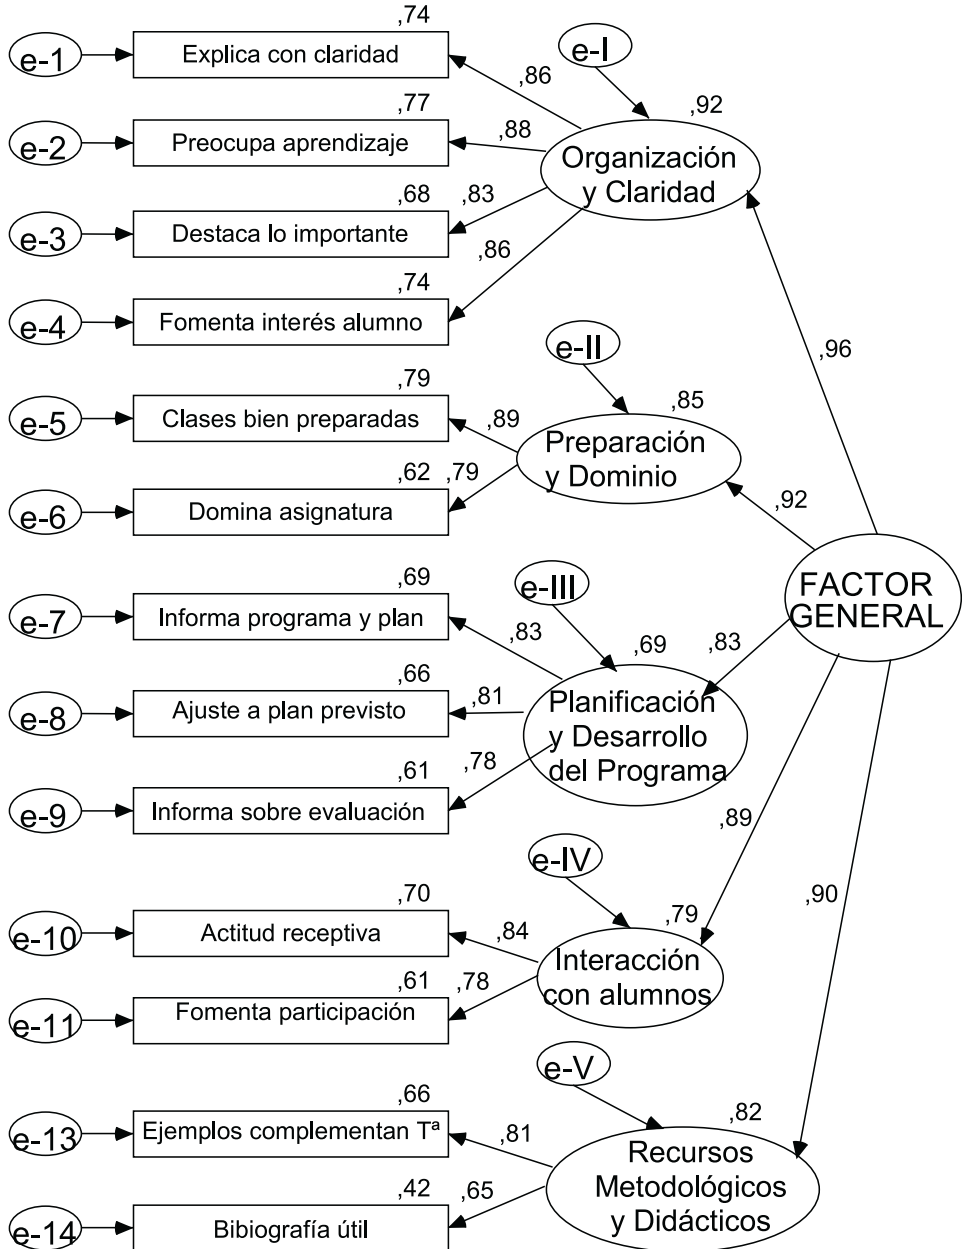 ,74
e-1
Explica con claridad
,86
e-I
,92
,77
e-2
Preocupa aprendizaje
,88
Organización
y Claridad
,68
,83
e-3
Destaca lo importante
,86
,74
e-4
Fomenta interés alumno
e-II
,96
,79
e-5
Clases bien preparadas
,89
,85
Preparación
y Dominio
,62
,79
e-6
Domina asignatura
,92
FACTOR
GENERAL
,69
e-III
e-7
Informa programa y plan
,83
,69
,83
,66
e-8
Ajuste a plan previsto
,81
Planificación
y Desarrollo
del Programa
,61
,78
e-9
Informa sobre evaluación
,89
e-IV
,90
,70
e-10
Actitud receptiva
,84
,79
Interacción
con alumnos
,61
,78
e-11
Fomenta participación
e-V
,66
e-13
Ejemplos complementan Tª
,81
,82
Recursos
Metodológicos
y Didácticos
,42
,65
e-14
Bibiografía útil